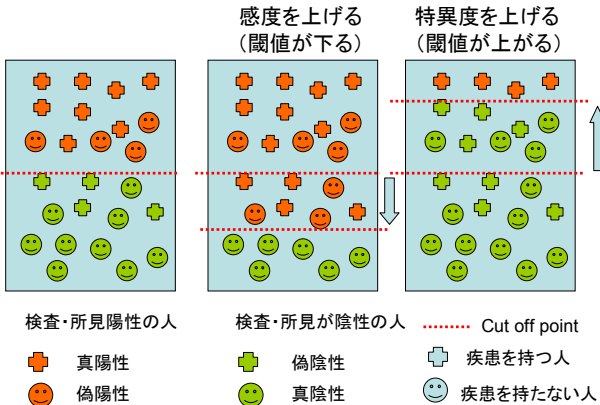 感度を上げる
（閾値が下る）
特異度を上げる
（閾値が上がる）
検査・所見陽性の人
真陽性
偽陽性
検査・所見が陰性の人
偽陰性
真陰性
Cut off point
疾患を持つ人
疾患を持たない人